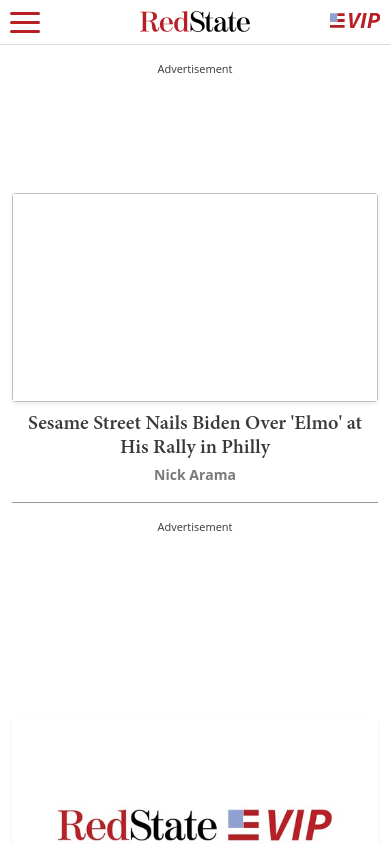 RedState
VIP
Advertisement
Sesame Street Nails Biden Over 'Elmo' at
His Rally in Philly
Nick Arama
Advertisement
RedState VIP